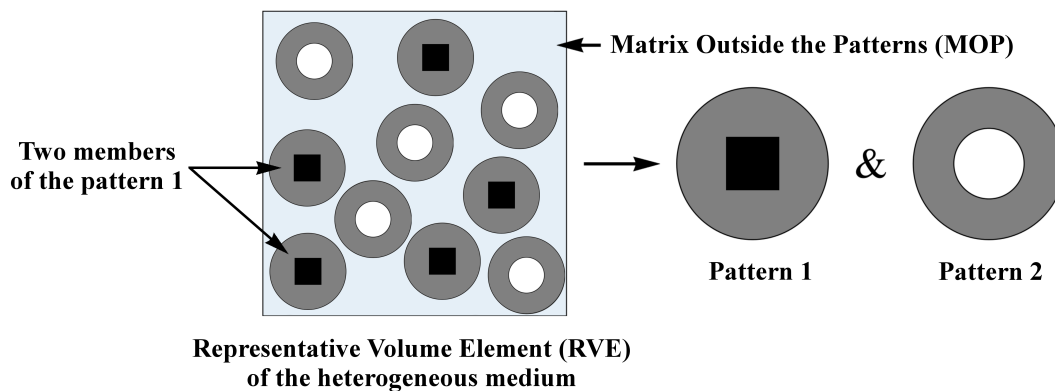 Matrix Outside the Patterns (MOP)
Two members
of the pattern 1
&
Pattern 1
Pattern 2
Representative Volume Element (RVE)
of the heterogeneous medium